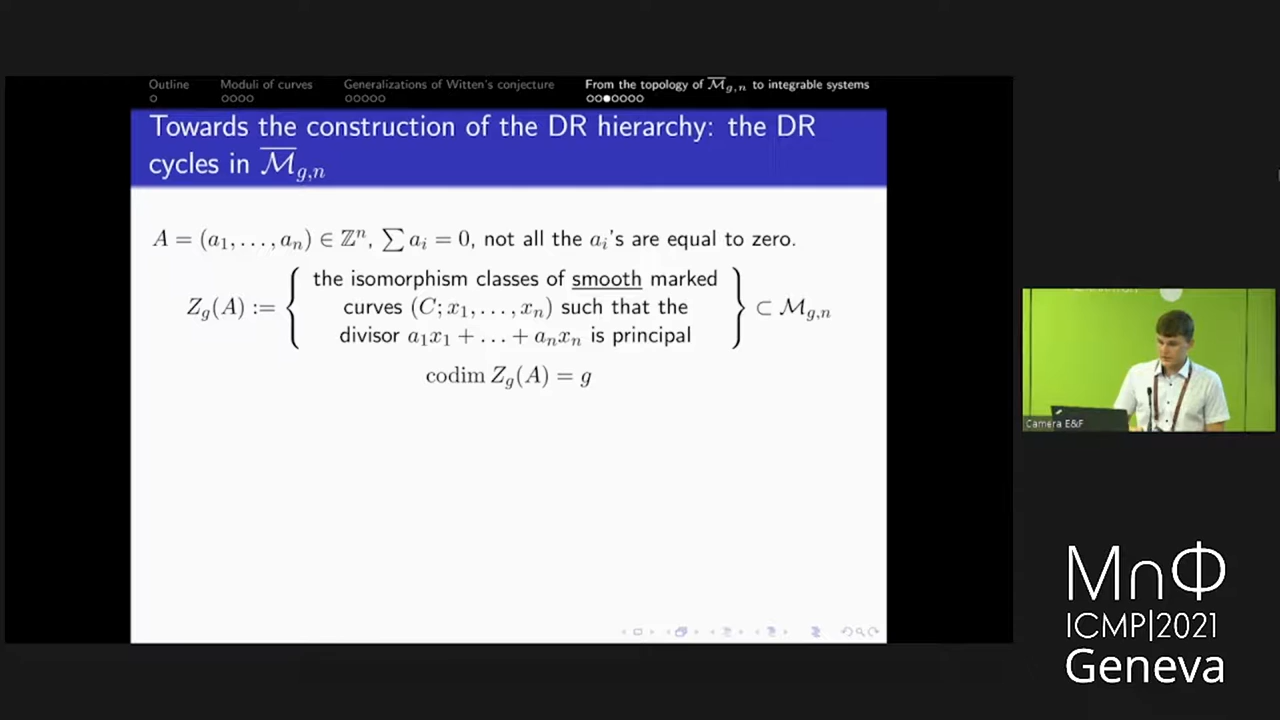 Outline Moduli of curves Generalizations of Witten's conjecture From the topology of $\overline{\mathcal{M}}_{g,n}$ to integrable systems
Towards the construction of the DR hierarchy: the DR
cycles in $\overline{\mathcal{M}}_{g,n}$
$A = (a_1, \ldots, a_n) \in \mathbb{Z}^n$, $\sum a_i = 0$, not all the $a_i$'s are equal to zero.
$Z_g(A) := \{$ the isomorphism classes of smooth marked
curves $(C; x_1, \ldots, x_n)$ such that the
divisor $a_1x_1 + \ldots + a_nx_n$ is principal $\} \subset \mathcal{M}_{g,n}$
$\operatorname{codim} Z_g(A) = g$
Camera E&F
M∩Φ
ICMP|2021
Geneva